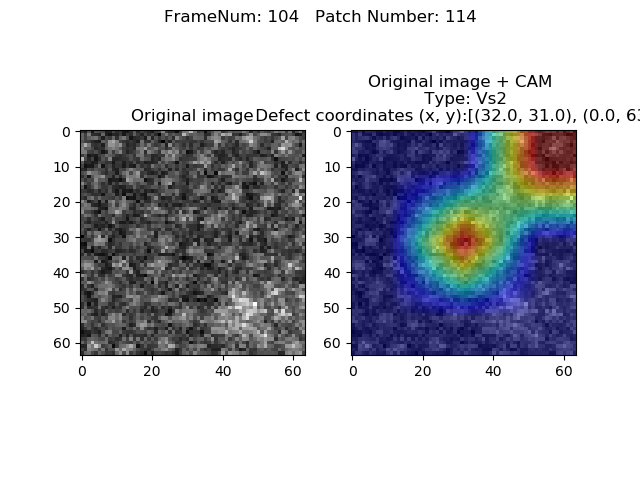 FrameNum: 104   Patch Number: 114
Original image + CAM
Type: Vs2
Original image
Defect coordinates (x, y):[(32.0, 31.0), (0.0, 63
0
10
20
30
40
50
60
0 20 40 60
0
10
20
30
40
50
60
0 20 40 60